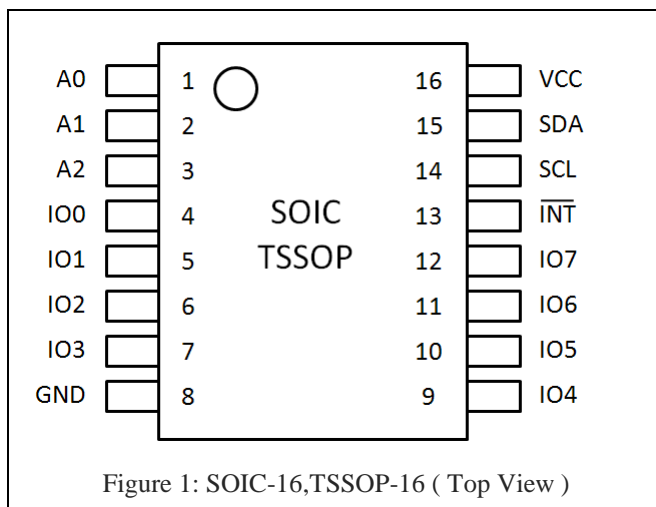 A0 1 16 VCC
A1 2 15 SDA
A2 3 14 SCL
IO0 4 SOIC 13 I̅N̅T̅
IO1 5 TSSOP 12 IO7
IO2 6 11 IO6
IO3 7 10 IO5
GND 8 9 IO4
Figure 1: SOIC-16,TSSOP-16 ( Top View )